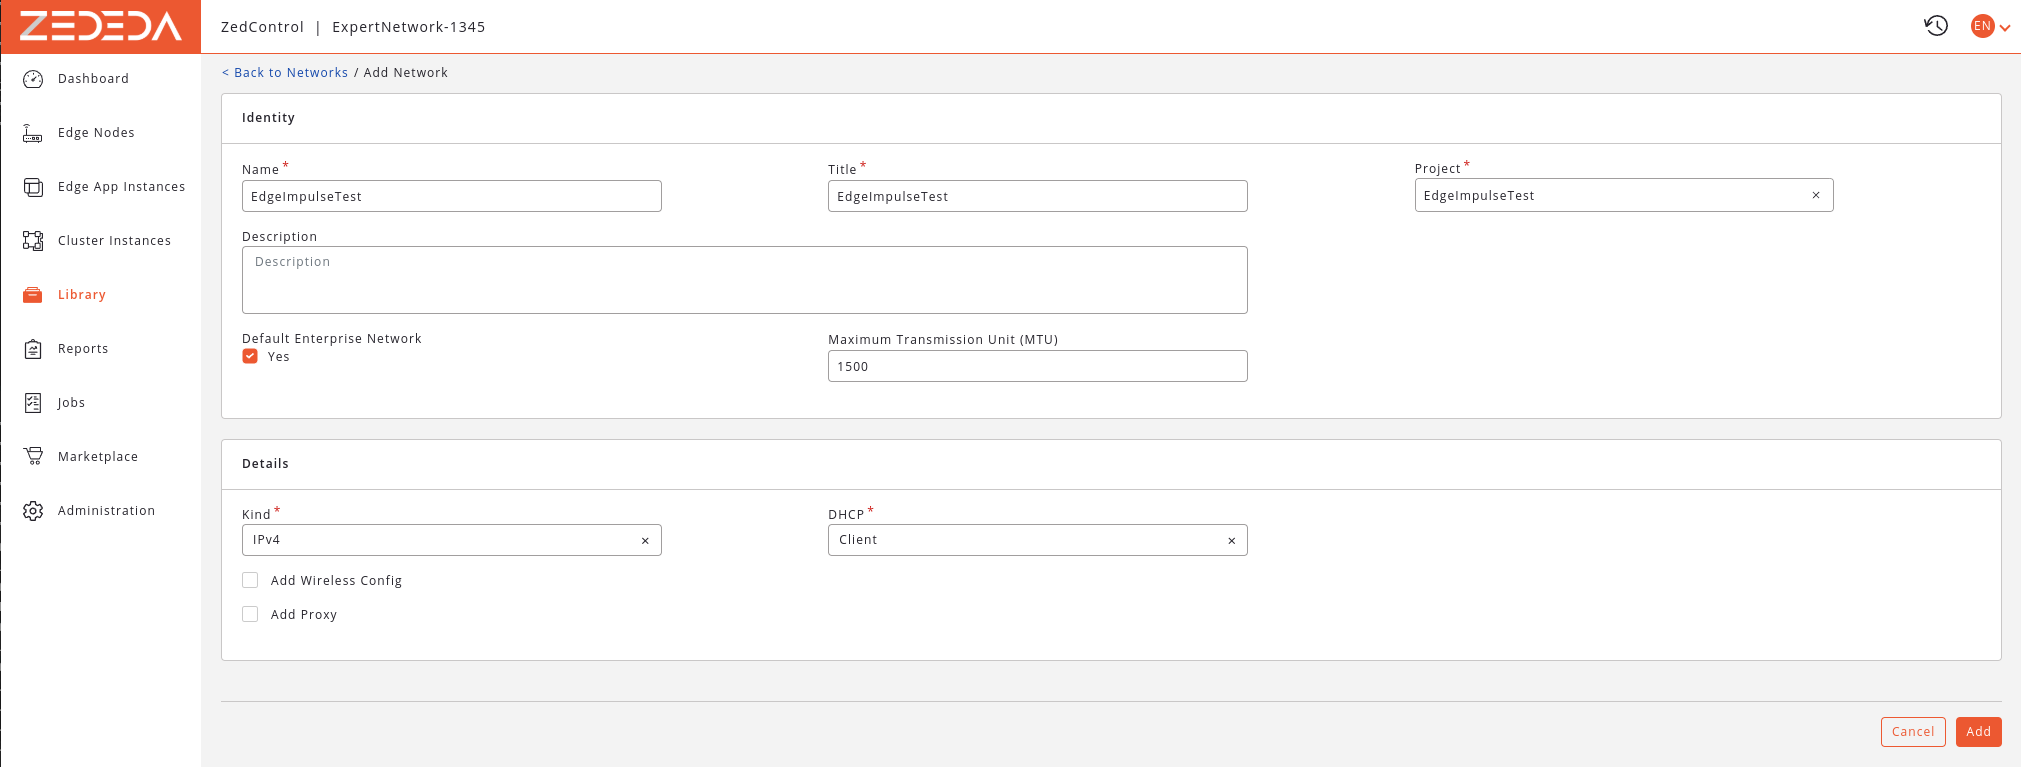 ZEDEDA
ZedControl | ExpertNetwork-1345
EN
Dashboard
Edge Nodes
Edge App Instances
Cluster Instances
Library
Reports
Jobs
Marketplace
Administration
< Back to Networks / Add Network
Identity
Name *
EdgeImpulseTest
Title *
EdgeImpulseTest
Project *
EdgeImpulseTest ×
Description
Description
Default Enterprise Network
Yes
Maximum Transmission Unit (MTU)
1500
Details
Kind *
IPv4 ×
DHCP *
Client ×
Add Wireless Config
Add Proxy
Cancel
Add